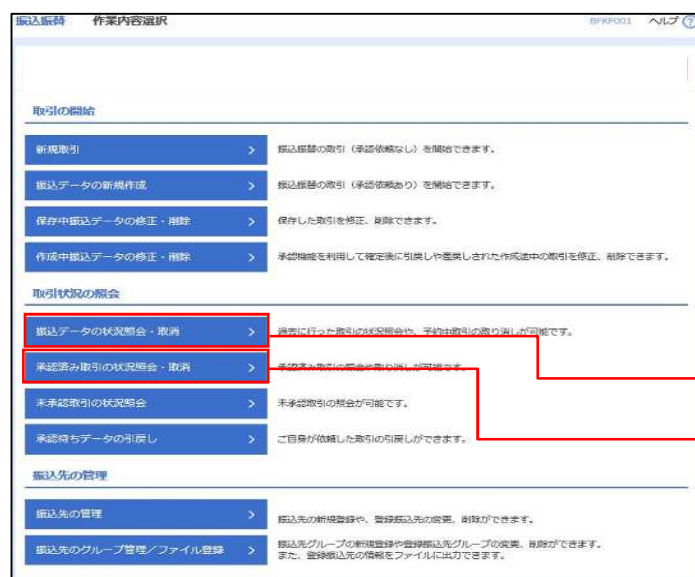 振込振替 作業内容選択 BFKF001 ヘルプ ?
取引の開始
新規取引 > 振込振替の取引（承認依頼なし）を開始できます。
振込データの新規作成 > 振込振替の取引（承認依頼あり）を開始できます。
保存中振込データの修正・削除 > 保存した取引を修正、削除できます。
作成中振込データの修正・削除 > 承認機能を利用して確定後に引戻しや差戻しされた作成途中の取引を修正、削除できます。
取引状況の照会
振込データの状況照会・取消 > 過去に行った取引の状況照会や、予約中取引の取り消しが可能です。
承認済み取引の状況照会・取消 > 承認済み取引の照会や取り消しが可能です。
未承認取引の状況照会 > 未承認取引の照会が可能です。
承認待ちデータの引戻し > ご自身が依頼した取引の引戻しができます。
振込先の管理
振込先の管理 > 振込先の新規登録や、登録振込先の変更、削除ができます。
振込先のグループ管理／ファイル登録 > 振込先グループの新規登録や登録振込先グループの変更、削除ができます。
また、登録振込先の情報をファイルに出力できます。